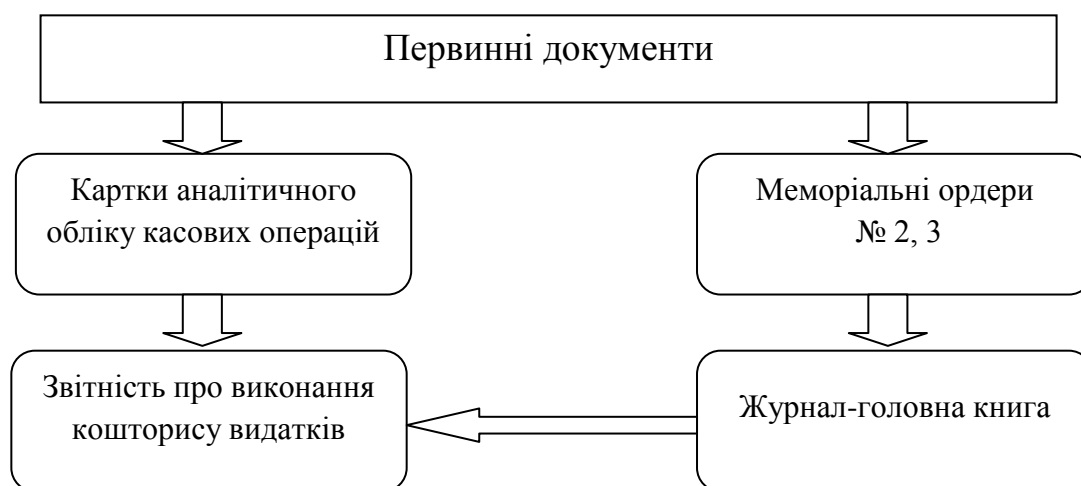 Первинні документи
Картки аналітичного
обліку касових операцій
Меморіальні ордери
№ 2, 3
Звітність про виконання
кошторису видатків
Журнал-головна книга